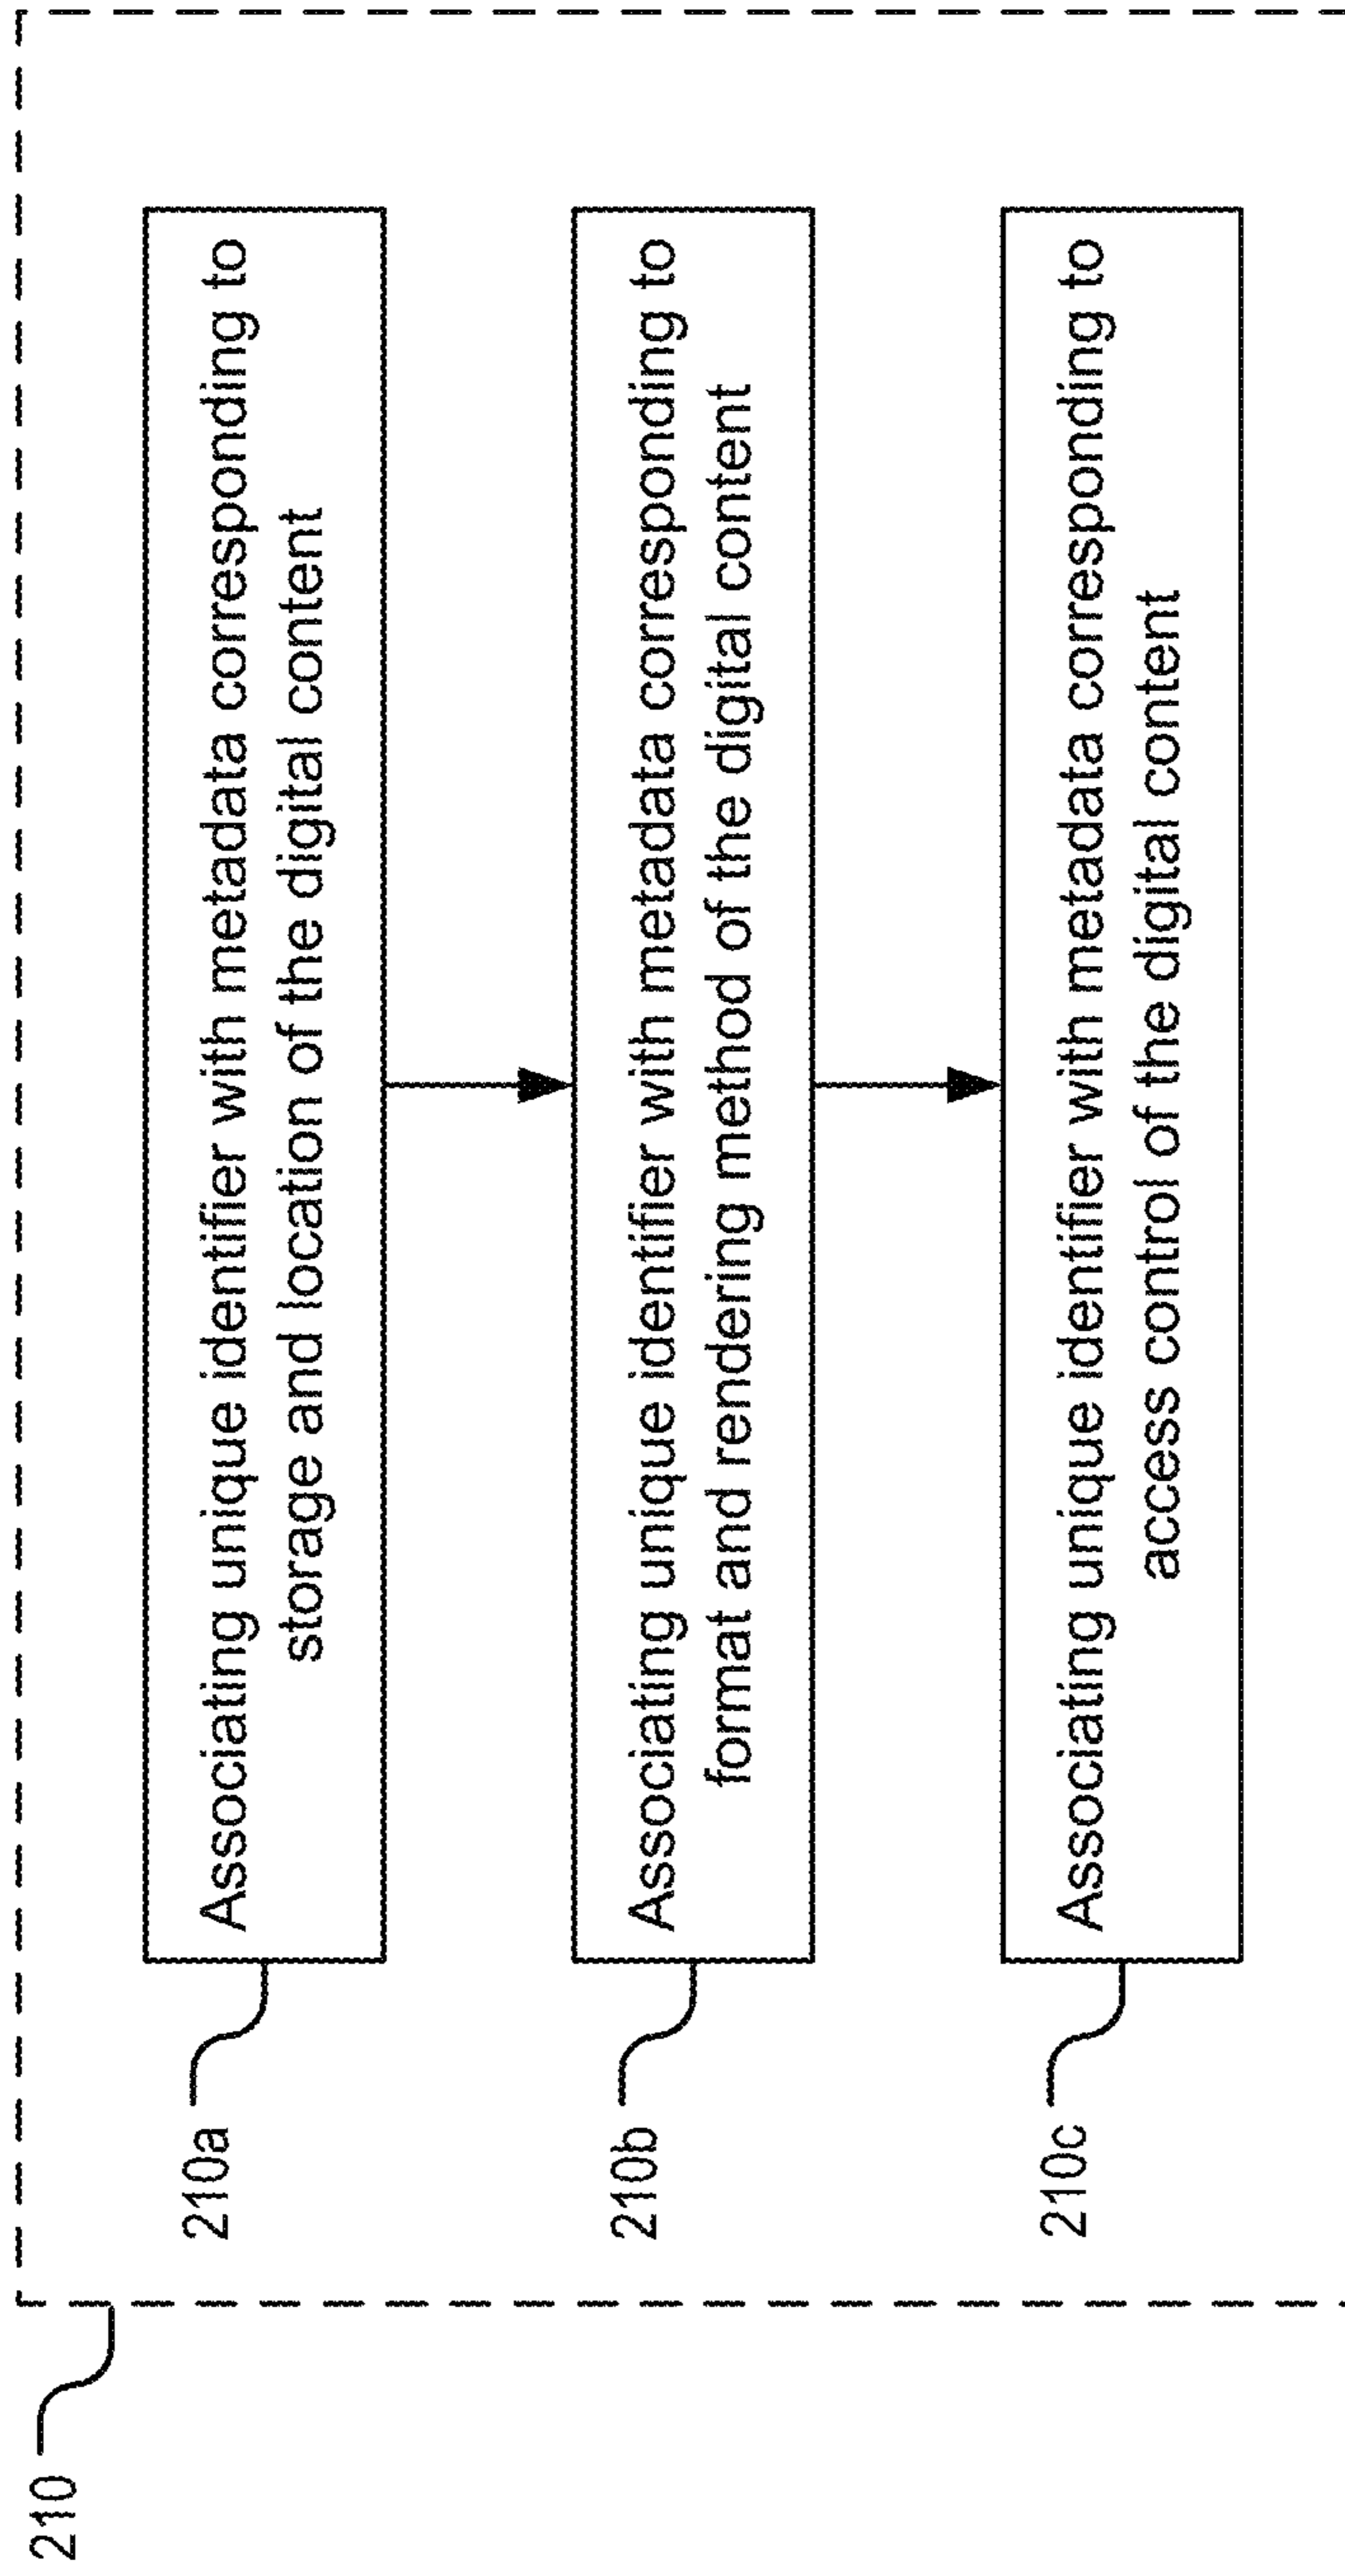 210
210a
Associating unique identifier with metadata corresponding to
storage and location of the digital content
210b
Associating unique identifier with metadata corresponding to
format and rendering method of the digital content
210c
Associating unique identifier with metadata corresponding to
access control of the digital content